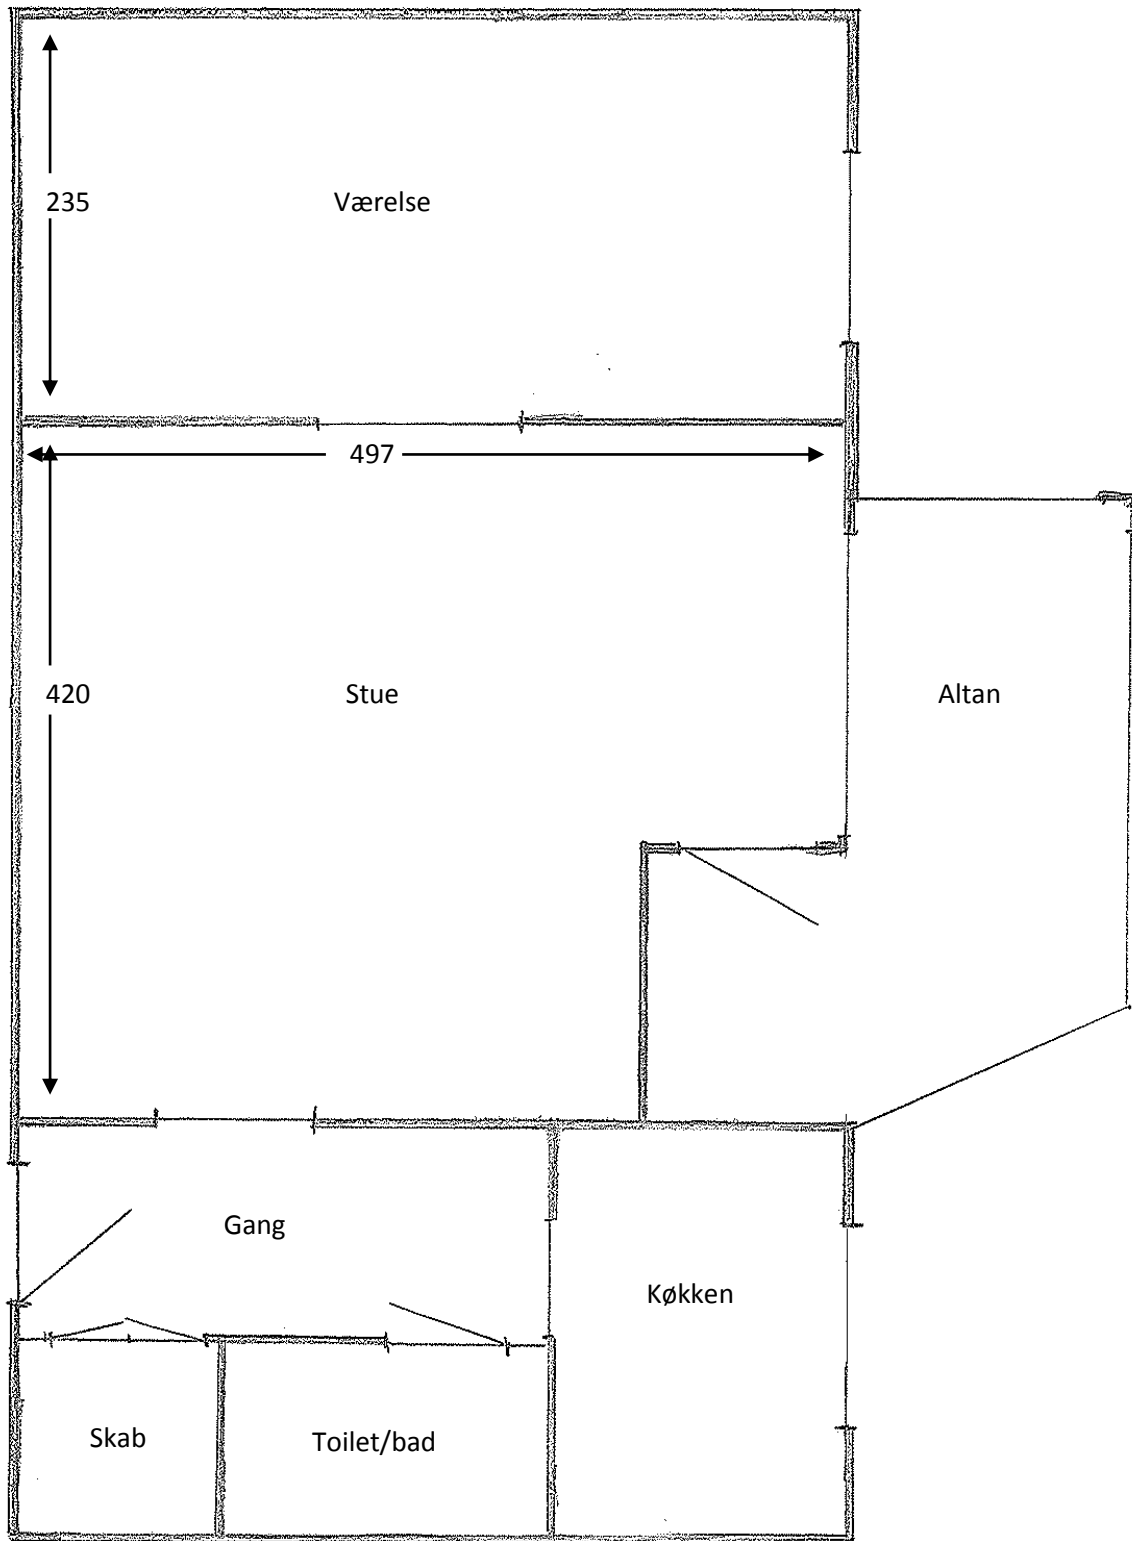 235
Værelse
497
420
Stue
Altan
Gang
Køkken
Skab
Toilet/bad